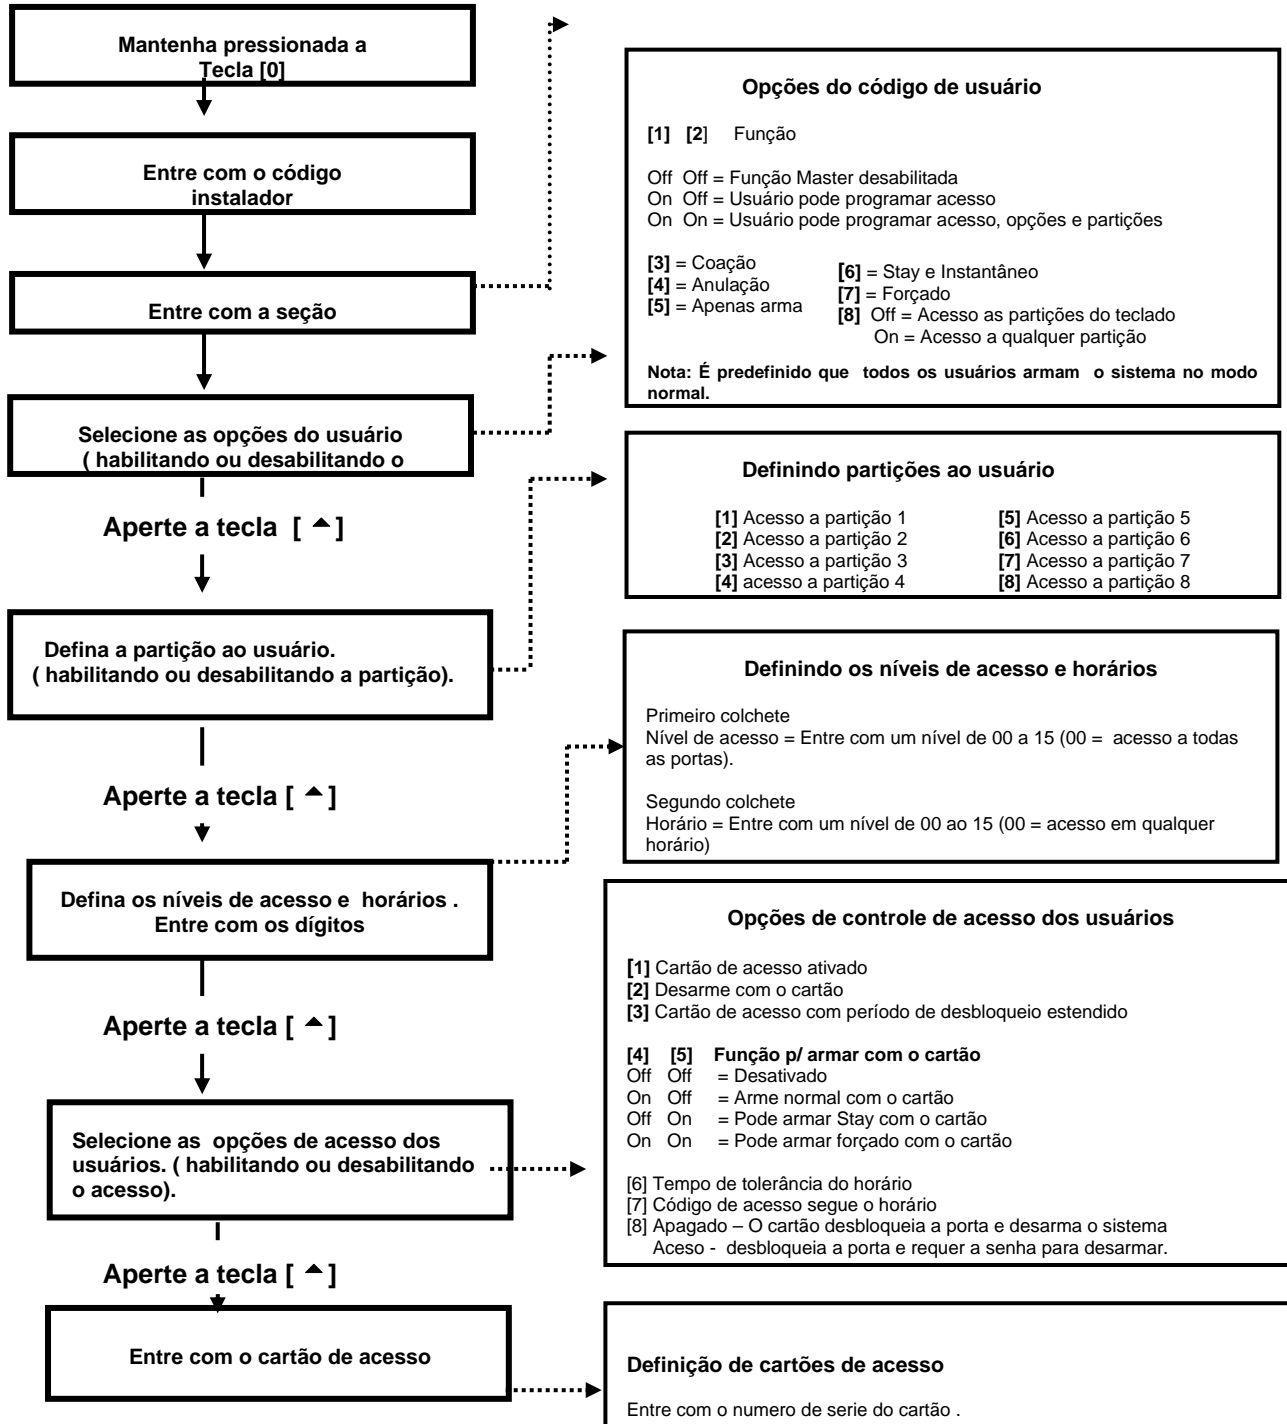 Mantenha pressionada a
Tecla [0]
Entre com o código
instalador
Entre com a seção
Selecione as opções do usuário
( habilitando ou desabilitando o
Aperte a tecla [ ]
Defina a partição ao usuário.
( habilitando ou desabilitando a partição).
Aperte a tecla [ ]
Defina os níveis de acesso e horários .
Entre com os dígitos
Aperte a tecla [ ]
Selecione as opções de acesso dos
usuários. ( habilitando ou desabilitando
o acesso).
Aperte a tecla [ ]
Entre com o cartão de acesso
Opções do código de usuário
[1] [2] Função
Off Off = Função Master desabilitada
On Off = Usuário pode programar acesso
On On = Usuário pode programar acesso, opções e partições
[3] = Coação
[4] = Anulação
[5] = Apenas arma
[6] = Stay e Instantâneo
[7] = Forçado
[8] Off = Acesso as partições do teclado
On = Acesso a qualquer partição
Nota: É predefinido que todos os usuários armam o sistema no modo
normal.
Definindo partições ao usuário
[1] Acesso a partição 1
[2] Acesso a partição 2
[3] Acesso a partição 3
[4] acesso a partição 4
[5] Acesso a partição 5
[6] Acesso a partição 6
[7] Acesso a partição 7
[8] Acesso a partição 8
Definindo os níveis de acesso e horários
Primeiro colchete
Nível de acesso = Entre com um nível de 00 a 15 (00 = acesso a todas
as portas).
Segundo colchete
Horário = Entre com um nível de 00 ao 15 (00 = acesso em qualquer
horário)
Opções de controle de acesso dos usuários
[1] Cartão de acesso ativado
[2] Desarme com o cartão
[3] Cartão de acesso com período de desbloqueio estendido
[4] [5] Função p/ armar com o cartão
Off Off = Desativado
On Off = Arme normal com o cartão
Off On = Pode armar Stay com o cartão
On On = Pode armar forçado com o cartão
[6] Tempo de tolerância do horário
[7] Código de acesso segue o horário
[8] Apagado – O cartão desbloqueia a porta e desarma o sistema
Aceso - desbloqueia a porta e requer a senha para desarmar.
Definição de cartões de acesso
Entre com o numero de serie do cartão .